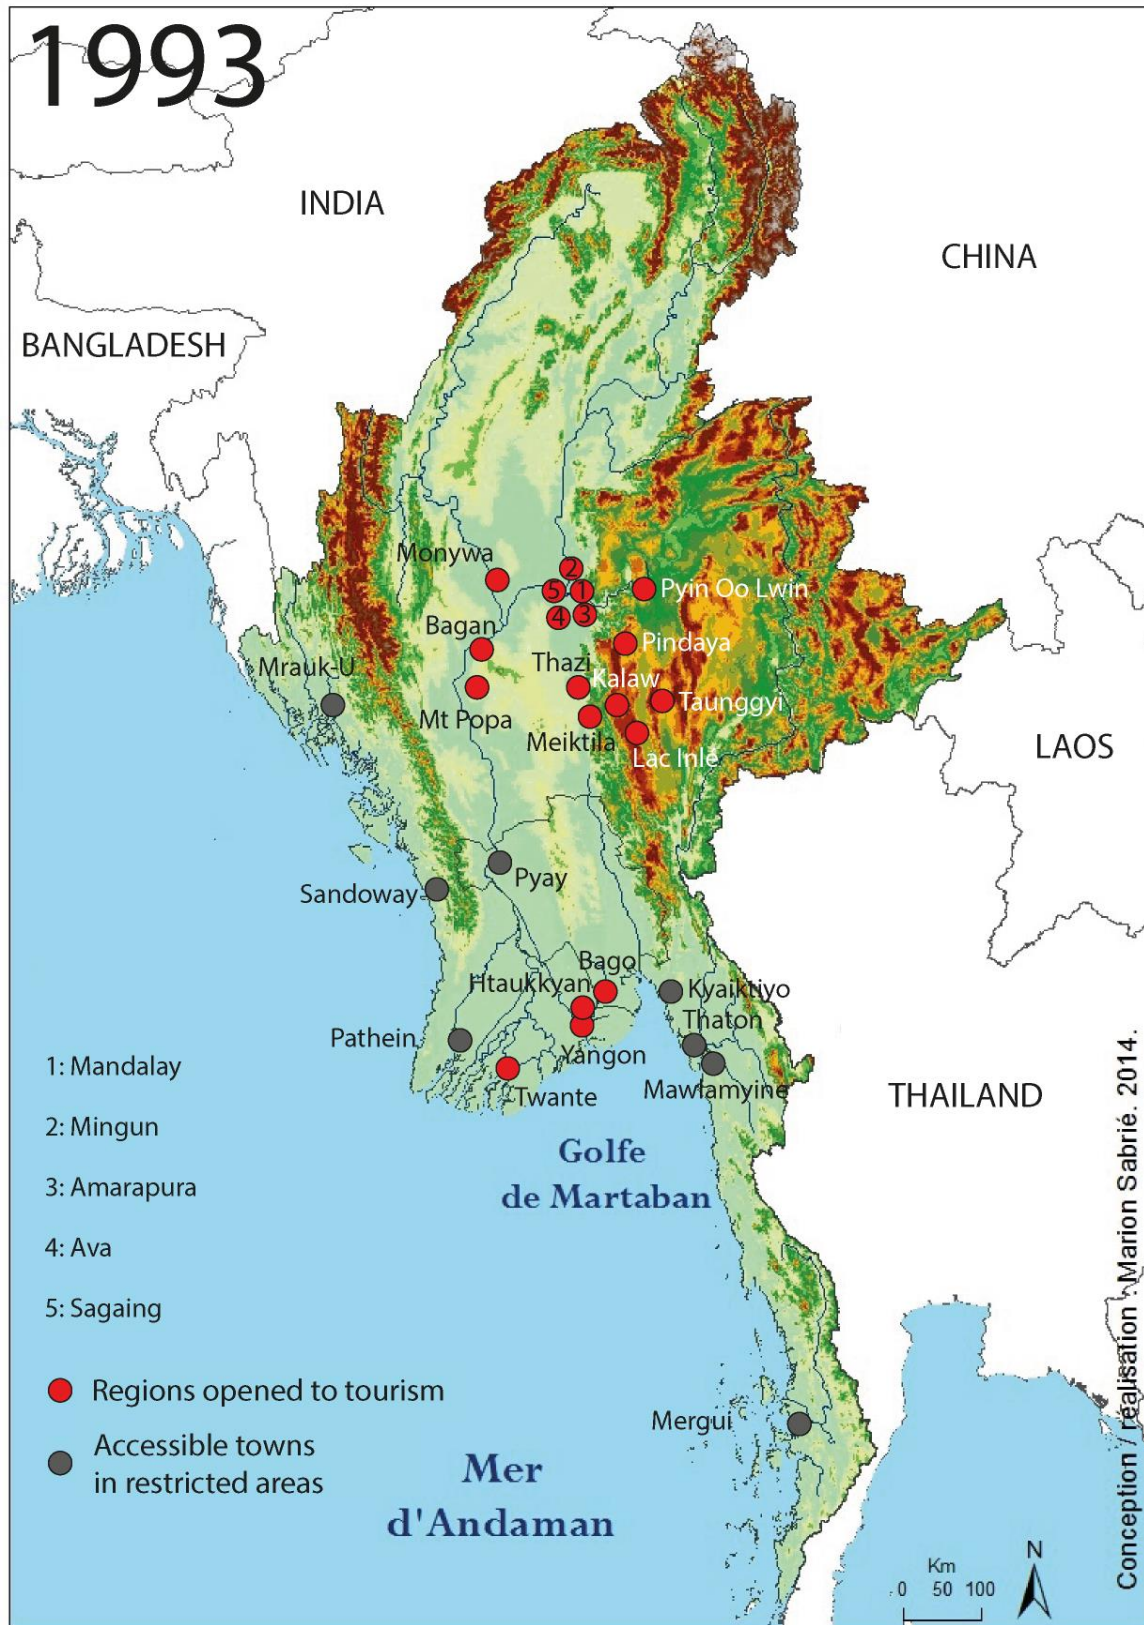 1993
INDIA
CHINA
BANGLADESH
Monywa
2
5
1
Pyin Oo Lwin
4
3
Bagan
Pindaya
Mrauk-U
Thazi
Kalaw
Taunggyi
Mt Popa
Meiktila
Lac Inlé
LAOS
Pyay
Sandoway
Bago
Htaukkyan
Kyaiktiyo
Thaton
Pathein
Yangon
Mawlamyine
Twante
THAILAND
1: Mandalay
2: Mingun
3: Amarapura
4: Ava
5: Sagaing
Golfe
de Martaban
Regions opened to tourism
Accessible towns
in restricted areas
Mergui
Mer
d'Andaman
Km
0 50 100
N
Conception / réalisation : Marion Sabrié. 2014.